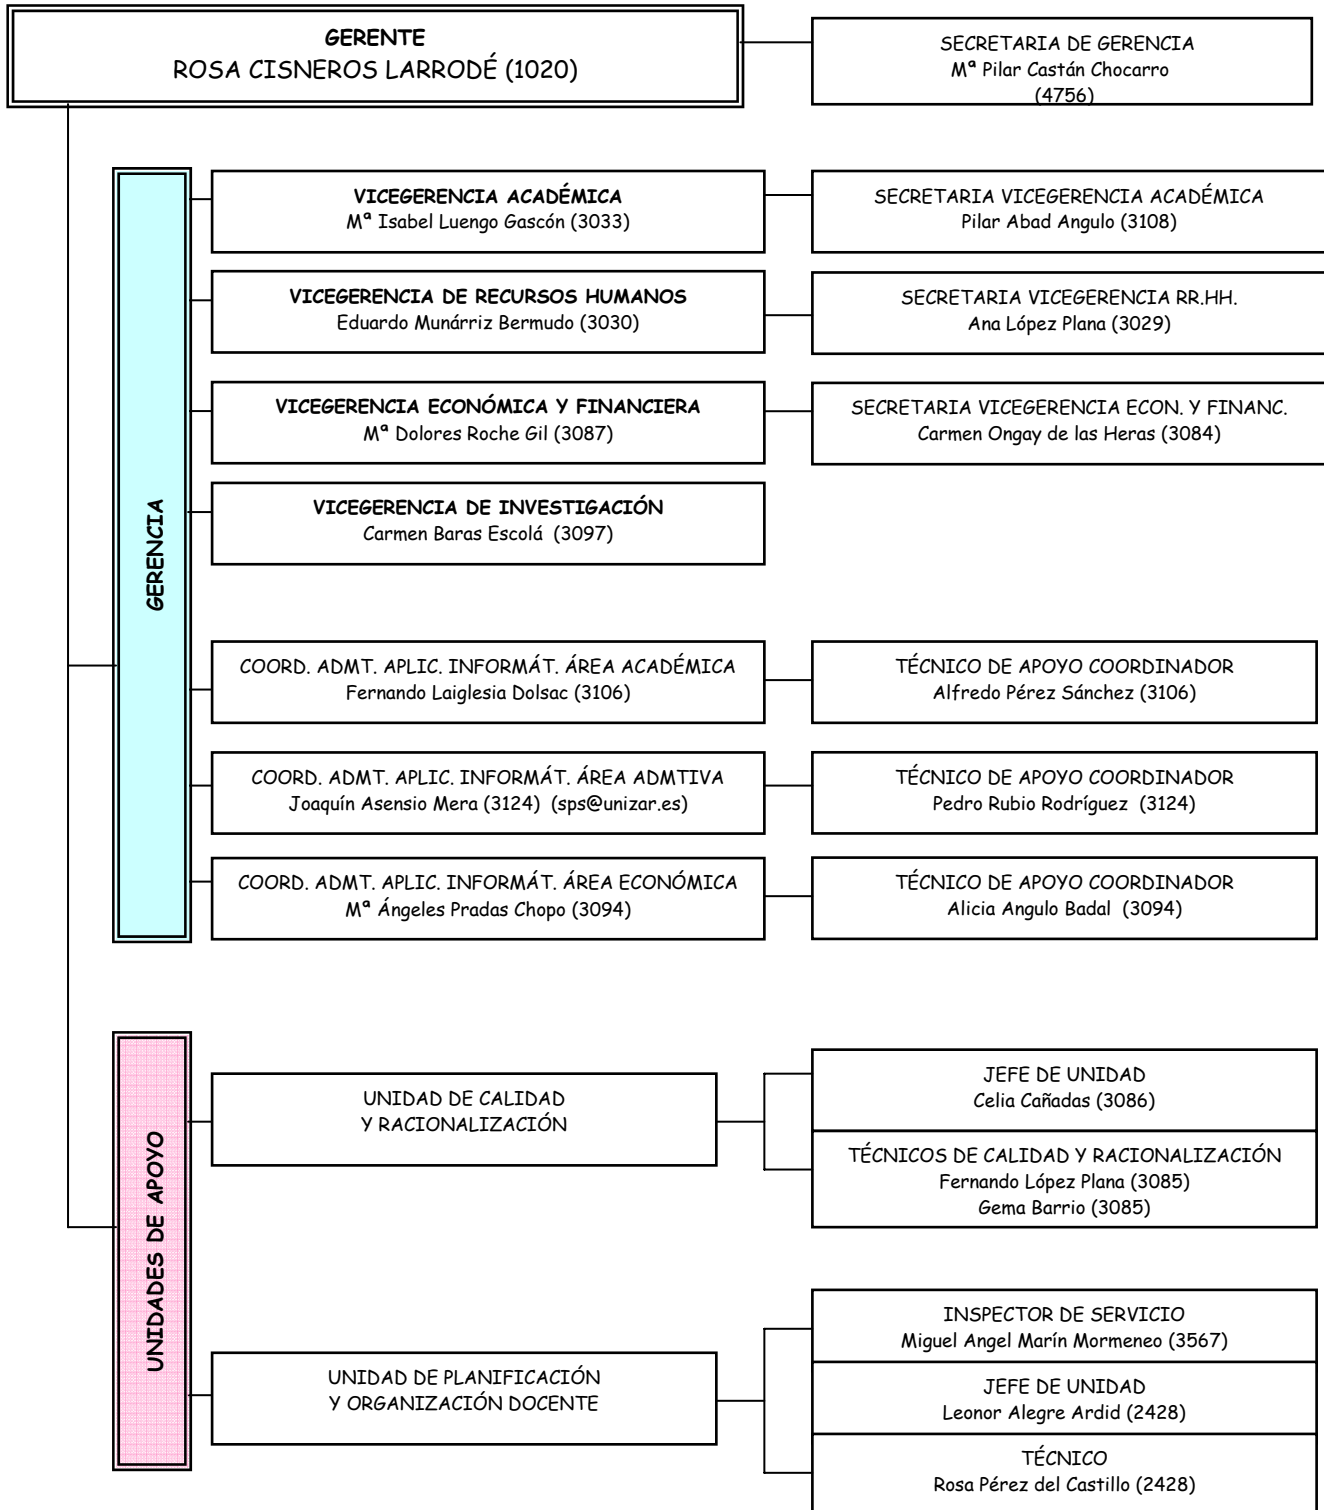 GERENTE
ROSA CISNEROS LARRODÉ (1020)
SECRETARIA DE GERENCIA
Mª Pilar Castán Chocarro
(4756)
GERENCIA
VICEGERENCIA ACADÉMICA
Mª Isabel Luengo Gascón (3033)
SECRETARIA VICEGERENCIA ACADÉMICA
Pilar Abad Angulo (3108)
VICEGERENCIA DE RECURSOS HUMANOS
Eduardo Munárriz Bermudo (3030)
SECRETARIA VICEGERENCIA RR.HH.
Ana López Plana (3029)
VICEGERENCIA ECONÓMICA Y FINANCIERA
Mª Dolores Roche Gil (3087)
SECRETARIA VICEGERENCIA ECON. Y FINANC.
Carmen Ongay de las Heras (3084)
VICEGERENCIA DE INVESTIGACIÓN
Carmen Baras Escolá (3097)
COORD. ADMT. APLIC. INFORMÁT. ÁREA ACADÉMICA
Fernando Laiglesia Dolsac (3106)
TÉCNICO DE APOYO COORDINADOR
Alfredo Pérez Sánchez (3106)
COORD. ADMT. APLIC. INFORMÁT. ÁREA ADMTIVA
Joaquín Asensio Mera (3124) (sps@unizar.es)
TÉCNICO DE APOYO COORDINADOR
Pedro Rubio Rodríguez (3124)
COORD. ADMT. APLIC. INFORMÁT. ÁREA ECONÓMICA
Mª Ángeles Pradas Chopo (3094)
TÉCNICO DE APOYO COORDINADOR
Alicia Angulo Badal (3094)
UNIDADES DE APOYO
UNIDAD DE CALIDAD
Y RACIONALIZACIÓN
JEFE DE UNIDAD
Celia Cañadas (3086)
TÉCNICOS DE CALIDAD Y RACIONALIZACIÓN
Fernando López Plana (3085)
Gema Barrio (3085)
UNIDAD DE PLANIFICACIÓN
Y ORGANIZACIÓN DOCENTE
INSPECTOR DE SERVICIO
Miguel Angel Marín Mormeneo (3567)
JEFE DE UNIDAD
Leonor Alegre Ardid (2428)
TÉCNICO
Rosa Pérez del Castillo (2428)